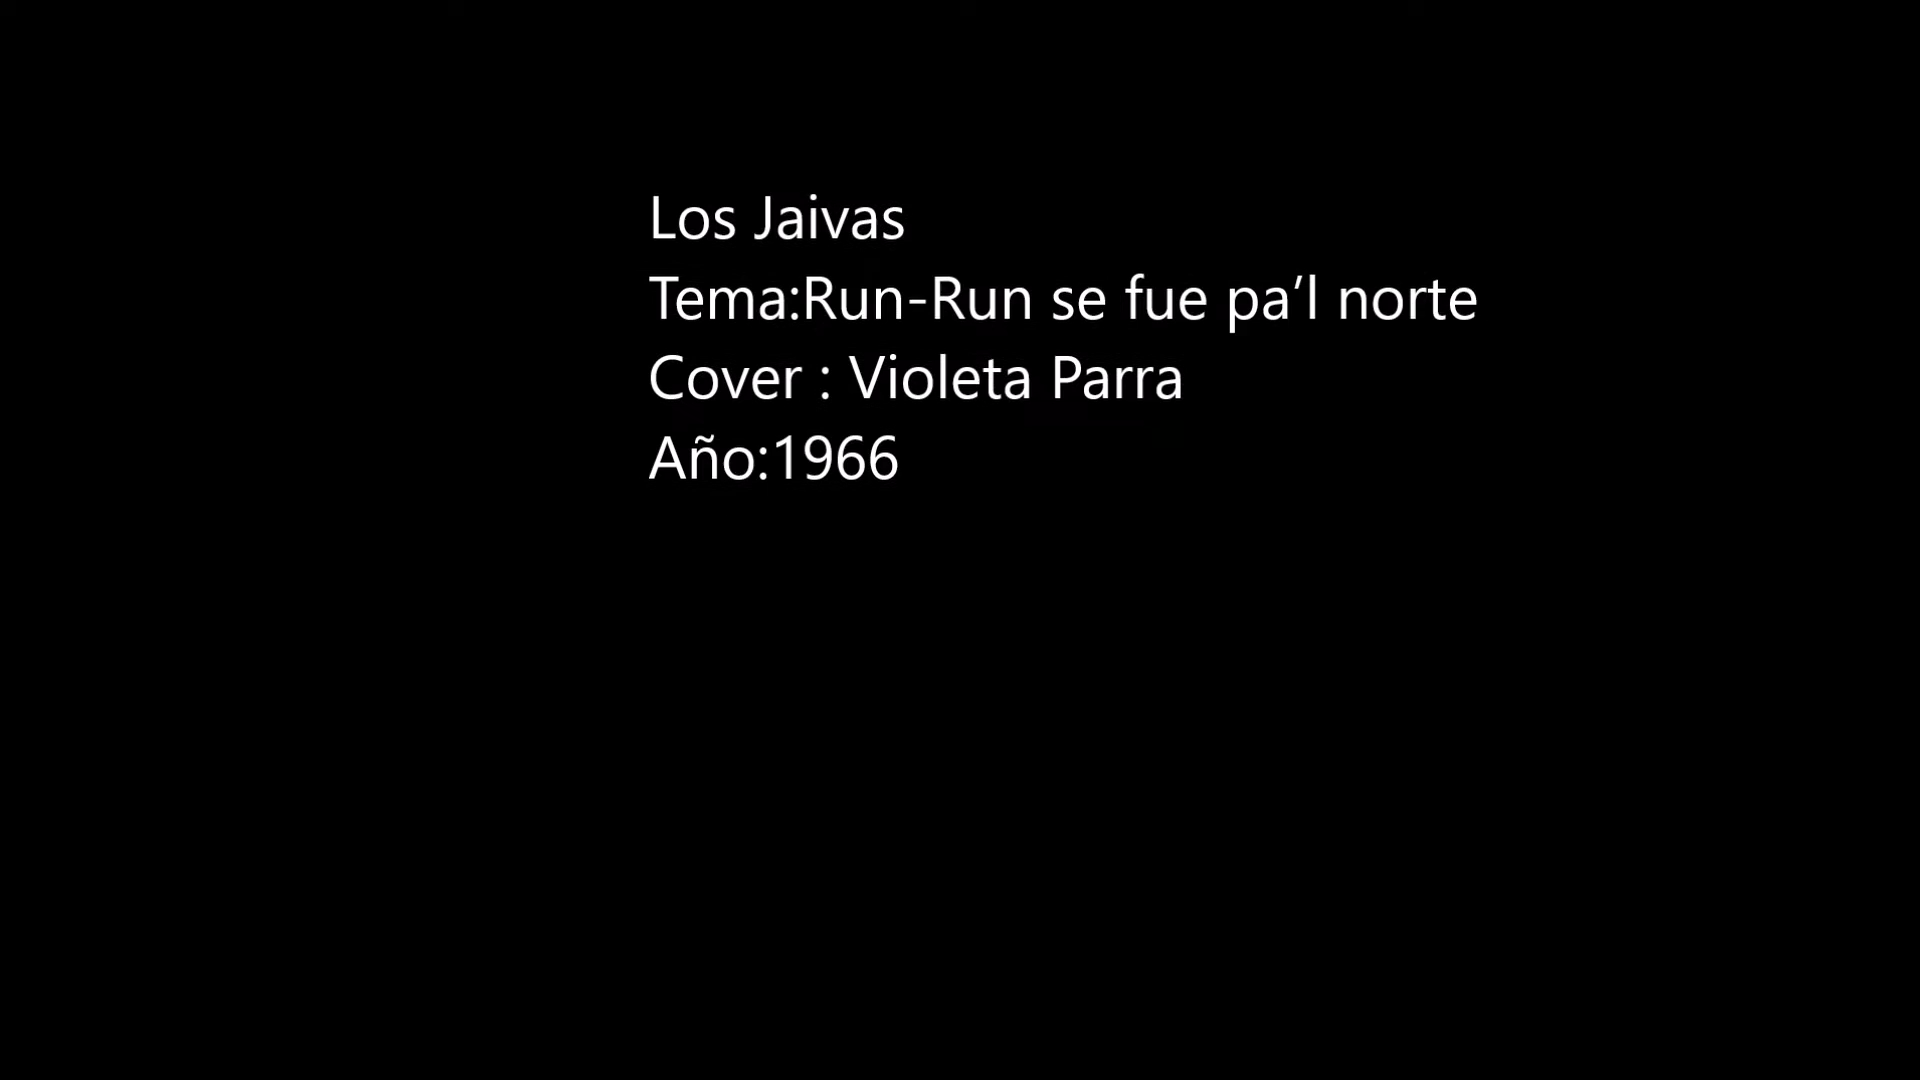 Los Jaivas
Tema:Run-Run se fue pa’l norte
Cover : Violeta Parra
Año:1966